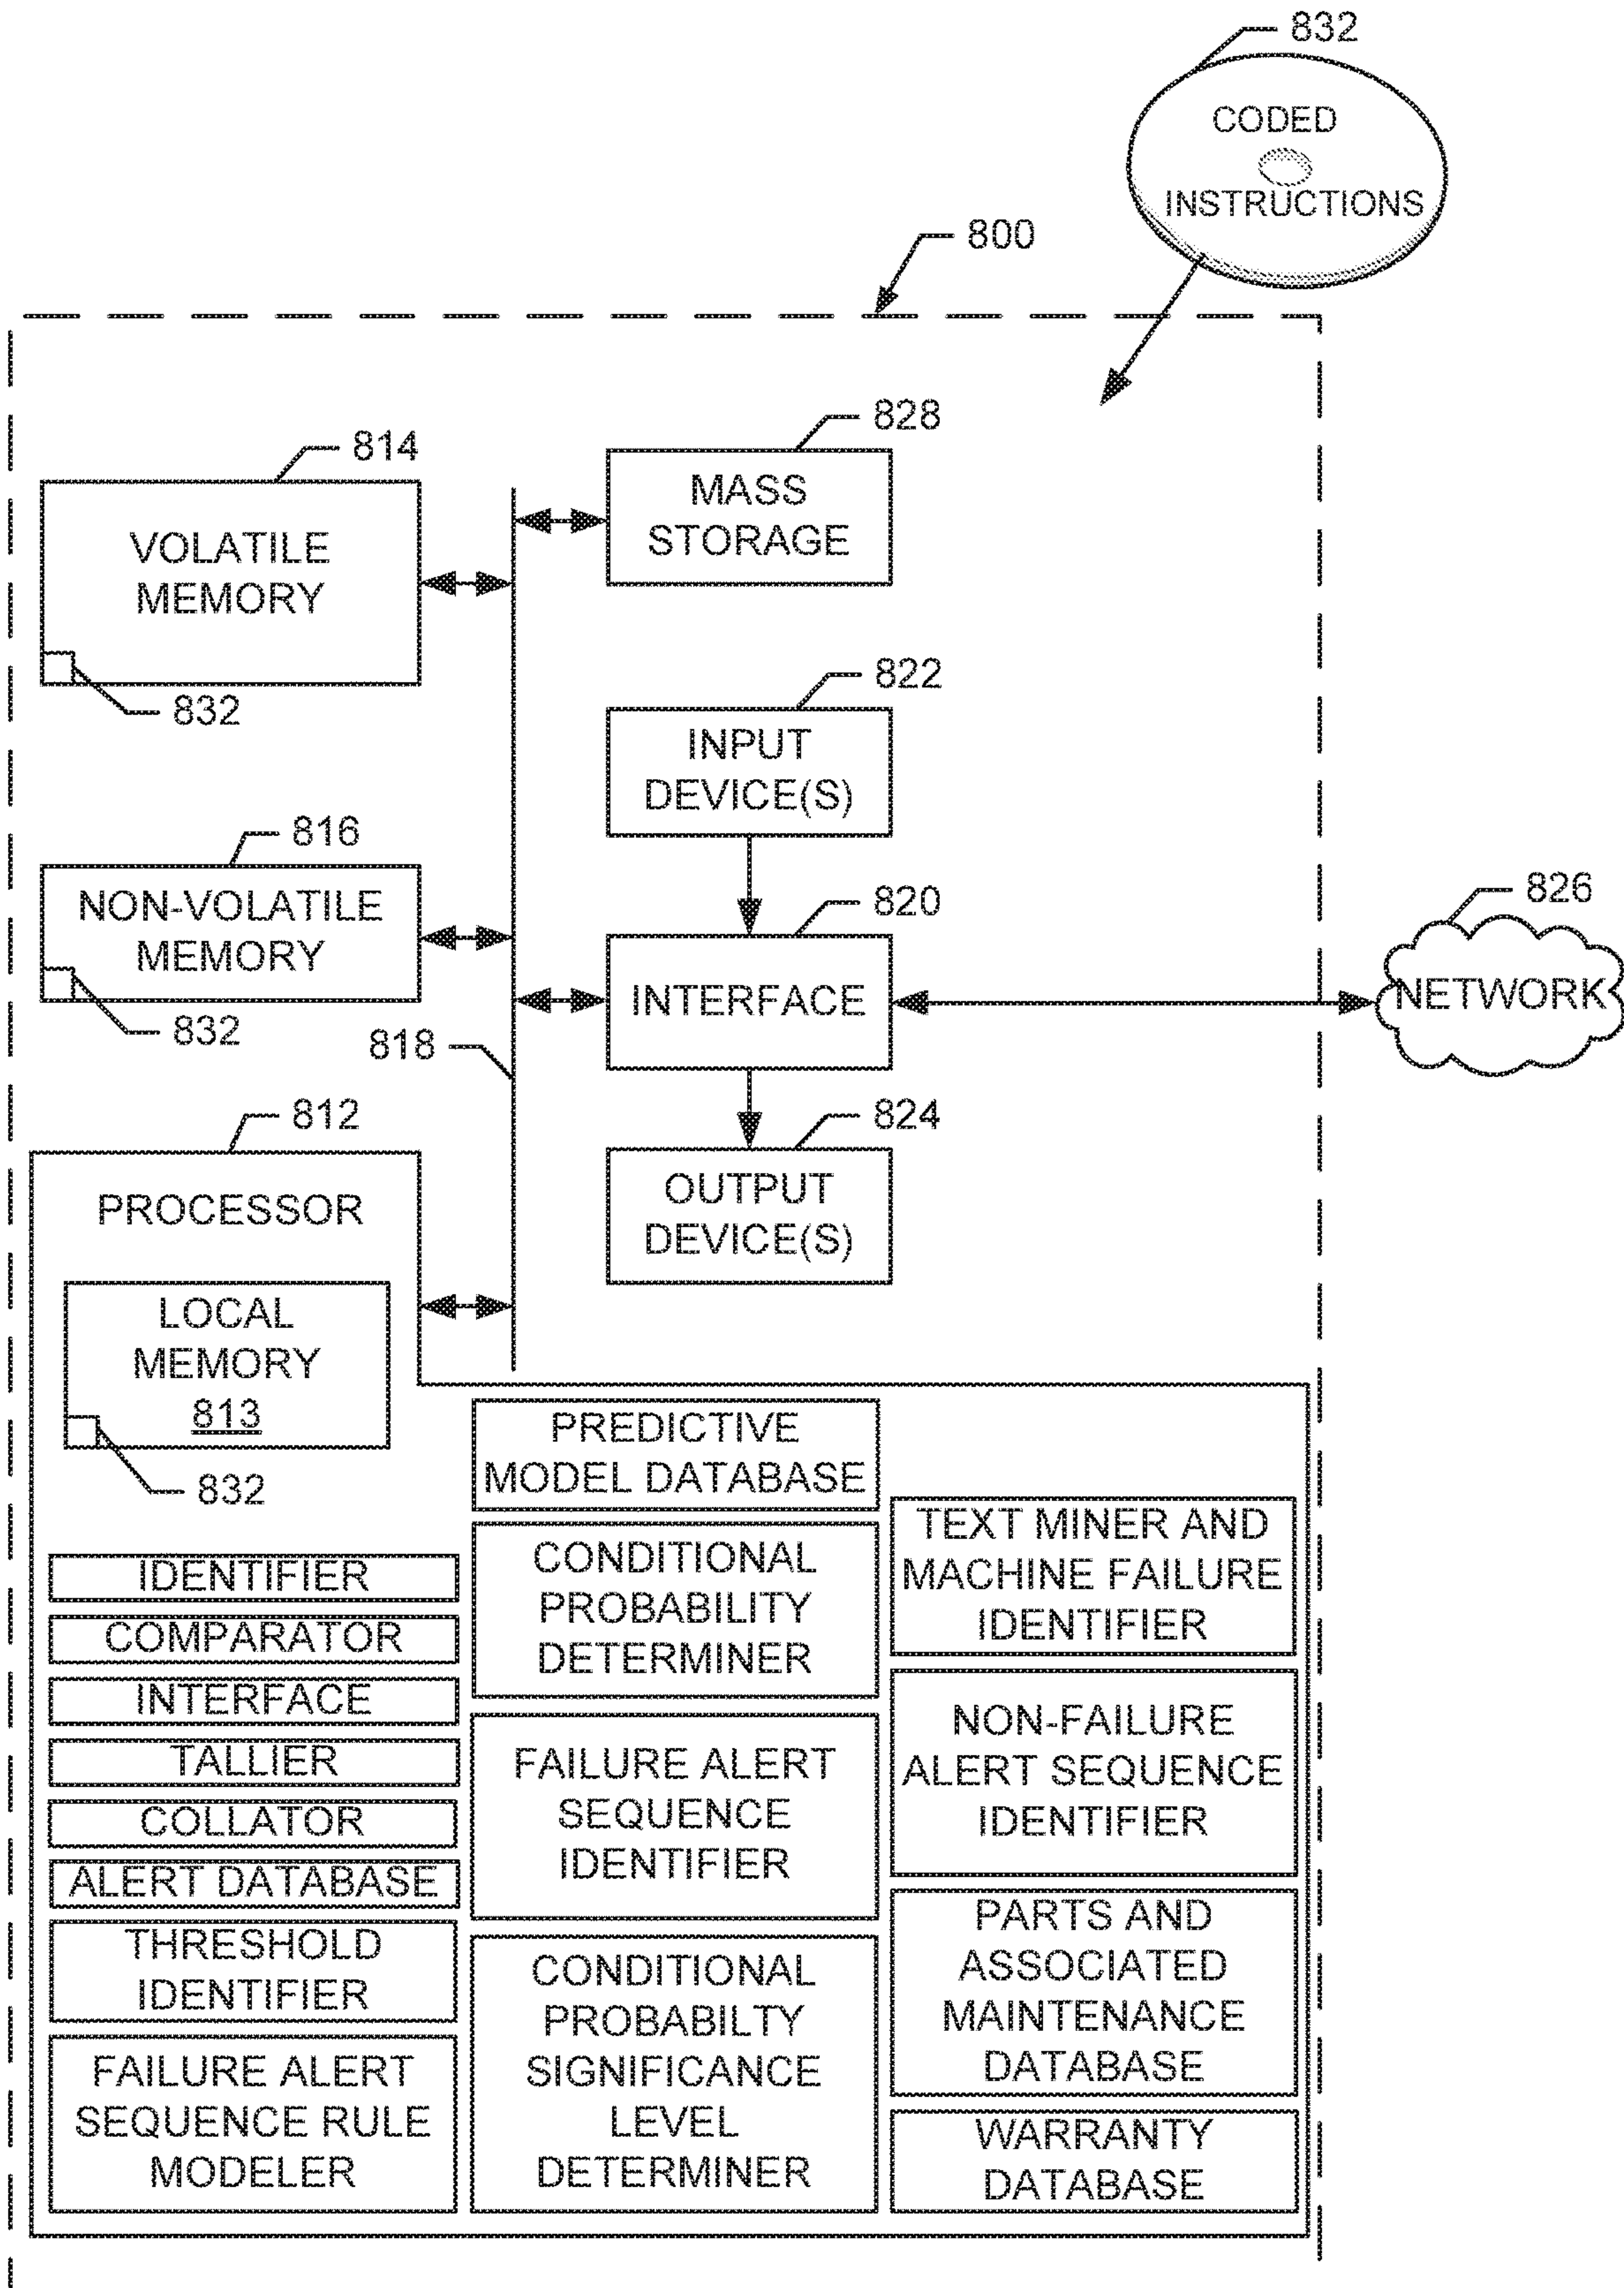 832
CODED
INSTRUCTIONS
800
828
814
MASS
STORAGE
VOLATILE
MEMORY
832
822
INPUT
DEVICE(S)
816
NON-VOLATILE
MEMORY
832
820
INTERFACE
826
NETWORK
818
812
824
OUTPUT
DEVICE(S)
PROCESSOR
LOCAL
MEMORY
813
832
IDENTIFIER
COMPARATOR
INTERFACE
TALLIER
COLLATOR
ALERT DATABASE
THRESHOLD
IDENTIFIER
FAILURE ALERT
SEQUENCE RULE
MODELER
PREDICTIVE
MODEL DATABASE
CONDITIONAL
PROBABILITY
DETERMINER
FAILURE ALERT
SEQUENCE
IDENTIFIER
CONDITIONAL
PROBABILTY
SIGNIFICANCE
LEVEL
DETERMINER
TEXT MINER AND
MACHINE FAILURE
IDENTIFIER
NON-FAILURE
ALERT SEQUENCE
IDENTIFIER
PARTS AND
ASSOCIATED
MAINTENANCE
DATABASE
WARRANTY
DATABASE